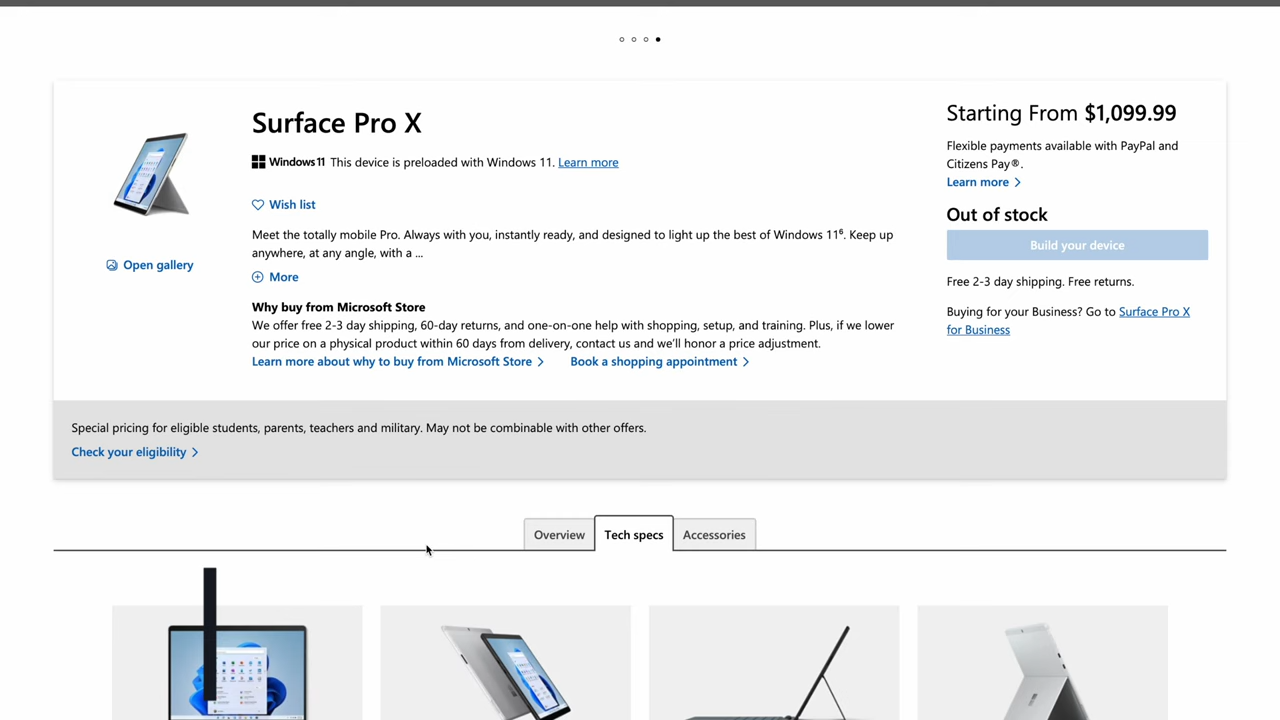 Surface Pro X
Windows 11 This device is preloaded with Windows 11. Learn more
Wish list
Meet the totally mobile Pro. Always with you, instantly ready, and designed to light up the best of Windows 11⁶. Keep up
anywhere, at any angle, with a ...
More
Open gallery
Why buy from Microsoft Store
We offer free 2-3 day shipping, 60-day returns, and one-on-one help with shopping, setup, and training. Plus, if we lower
our price on a physical product within 60 days from delivery, contact us and we’ll honor a price adjustment.
Learn more about why to buy from Microsoft Store Book a shopping appointment
Starting From $1,099.99
Flexible payments available with PayPal and
Citizens Pay®.
Learn more
Out of stock
Build your device
Free 2-3 day shipping. Free returns.
Buying for your Business? Go to Surface Pro X
for Business
Special pricing for eligible students, parents, teachers and military. May not be combinable with other offers.
Check your eligibility
Overview Tech specs Accessories